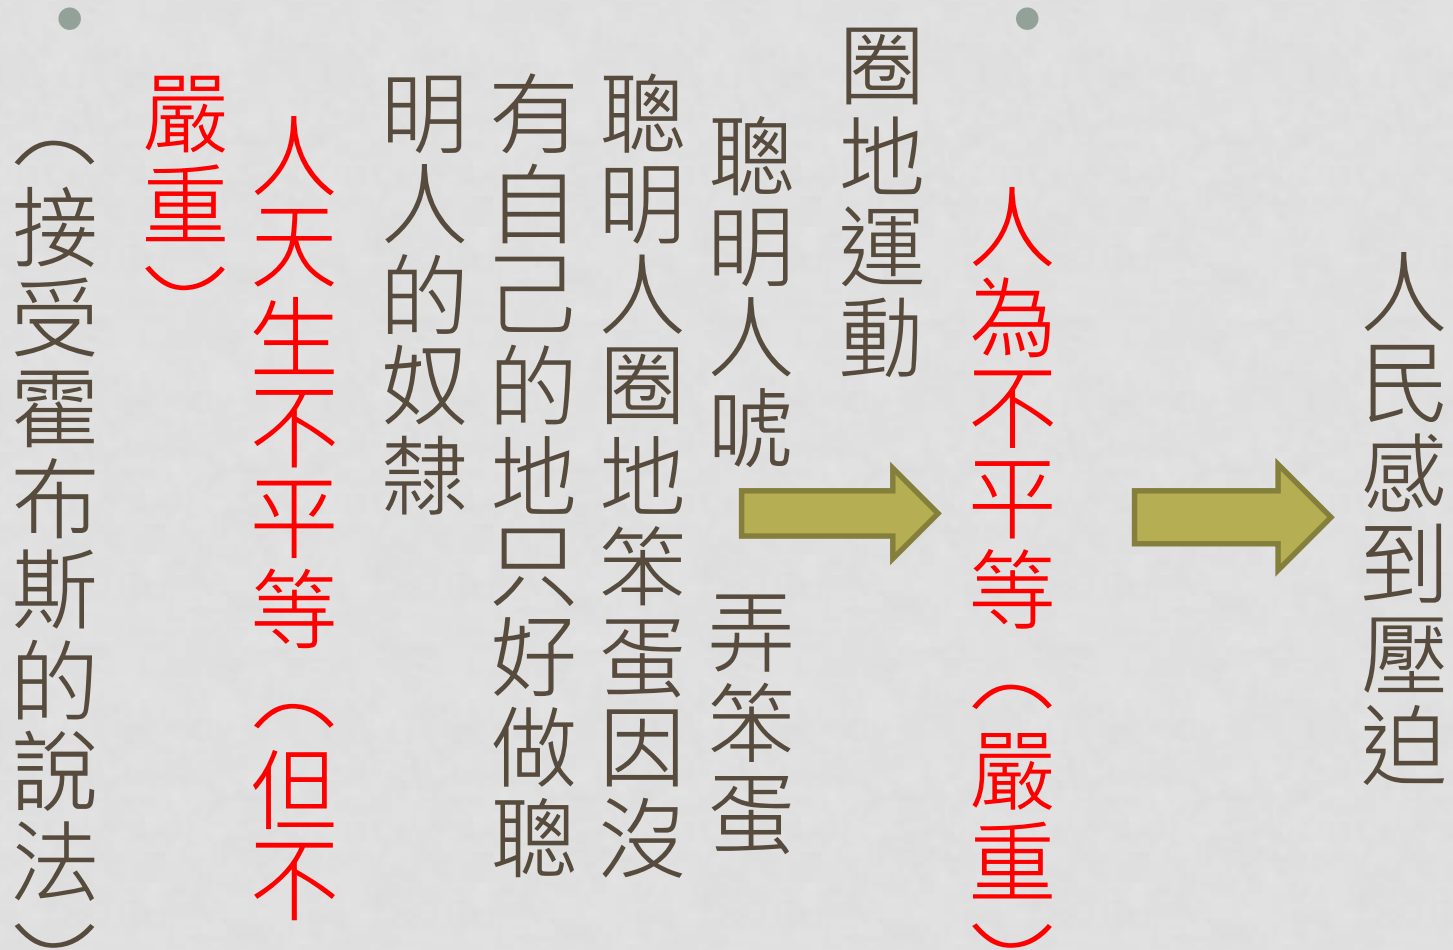 人民感到壓迫
人為不平等（嚴重）
圈地運動
聰明人唬 弄笨蛋
聰明人圈地笨蛋因沒
有自己的地只好做聰
明人的奴隸
人天生不平等（但不
嚴重）
（接受霍布斯的說法）